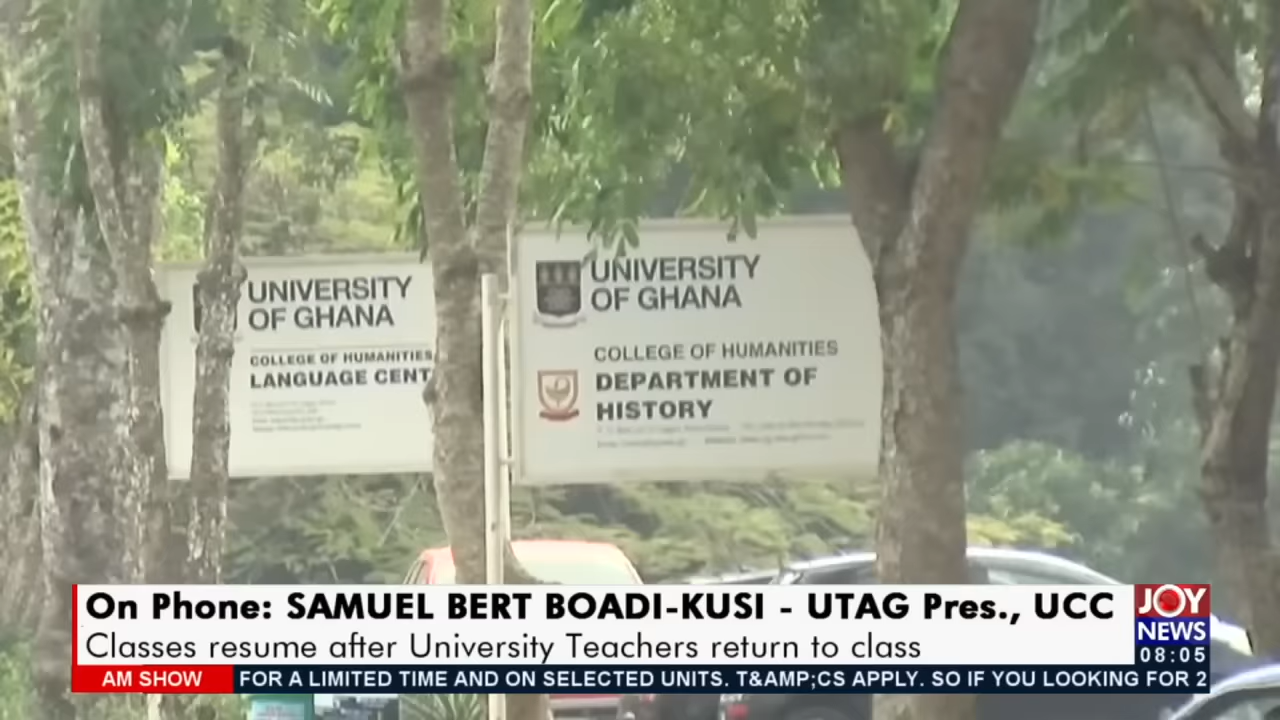 UNIVERSITY
OF GHANA
COLLEGE OF HUMANITIES
LANGUAGE CENT
UNIVERSITY
OF GHANA
COLLEGE OF HUMANITIES
DEPARTMENT OF
HISTORY
On Phone: SAMUEL BERT BOADI-KUSI - UTAG Pres., UCC
Classes resume after University Teachers return to class
JOY
NEWS
08:05
AM SHOW
FOR A LIMITED TIME AND ON SELECTED UNITS. T&AMP;CS APPLY. SO IF YOU LOOKING FOR 2